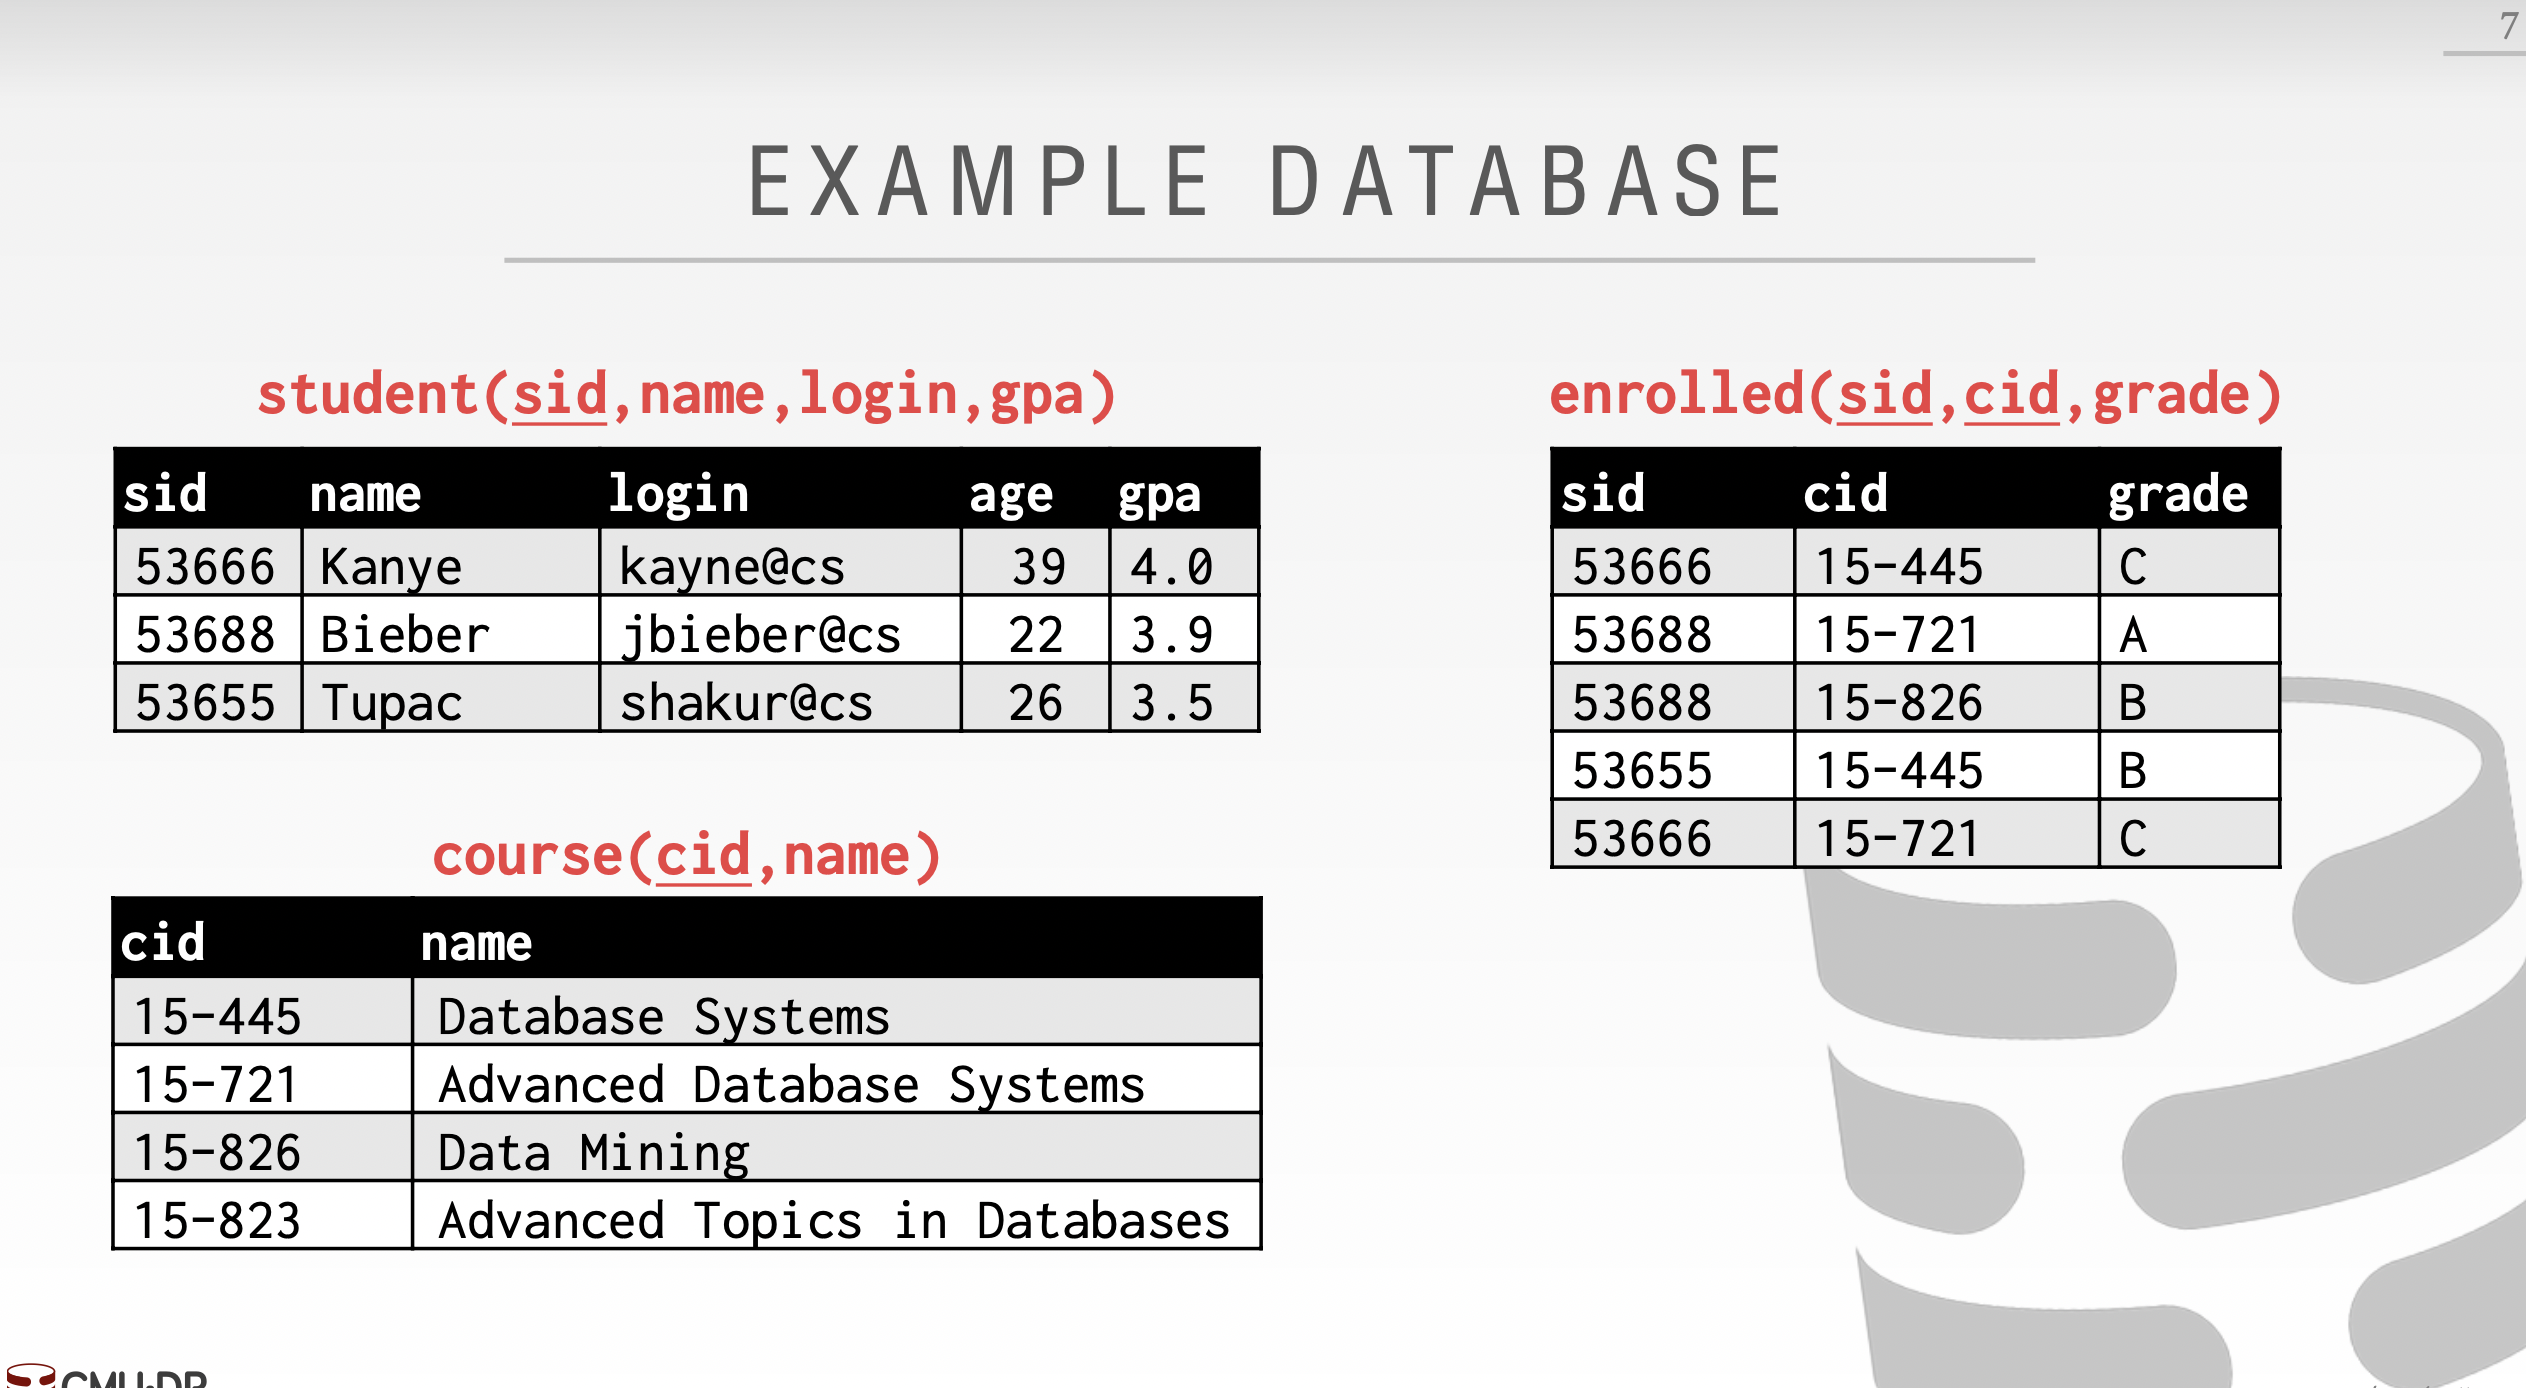 7
EXAMPLE DATABASE
student(sid,name,login,gpa)
sid name login age gpa
53666 Kanye kayne@cs 39 4.0
53688 Bieber jbieber@cs 22 3.9
53655 Tupac shakur@cs 26 3.5
course(cid,name)
cid name
15-445 Database Systems
15-721 Advanced Database Systems
15-826 Data Mining
15-823 Advanced Topics in Databases
enrolled(sid,cid,grade)
sid cid grade
53666 15-445 C
53688 15-721 A
53688 15-826 B
53655 15-445 B
53666 15-721 C
CMU·DB